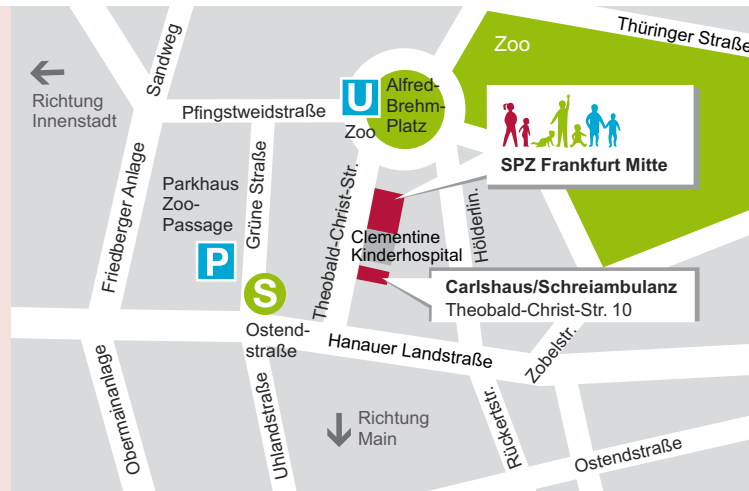 Thüringer Straße
Zoo
Sandweg
Richtung
Innenstadt
Pfingstweidstraße
U
Zoo
Alfred-
Brehm-
Platz
SPZ Frankfurt Mitte
Parkhaus
Zoo-
Passage
P
Grüne Straße
Friedberger Anlage
Theobald-Christ-Str.
Hölderlin.
Clementine
Kinderhospital
Carlshaus/Schreiambulanz
Theobald-Christ-Str. 10
S
Ostend-
straße
Hanauer Landstraße
Zobelstr.
Obermainanlage
Uhlandstraße
Richtung
Main
Rückertstr.
Ostendstraße